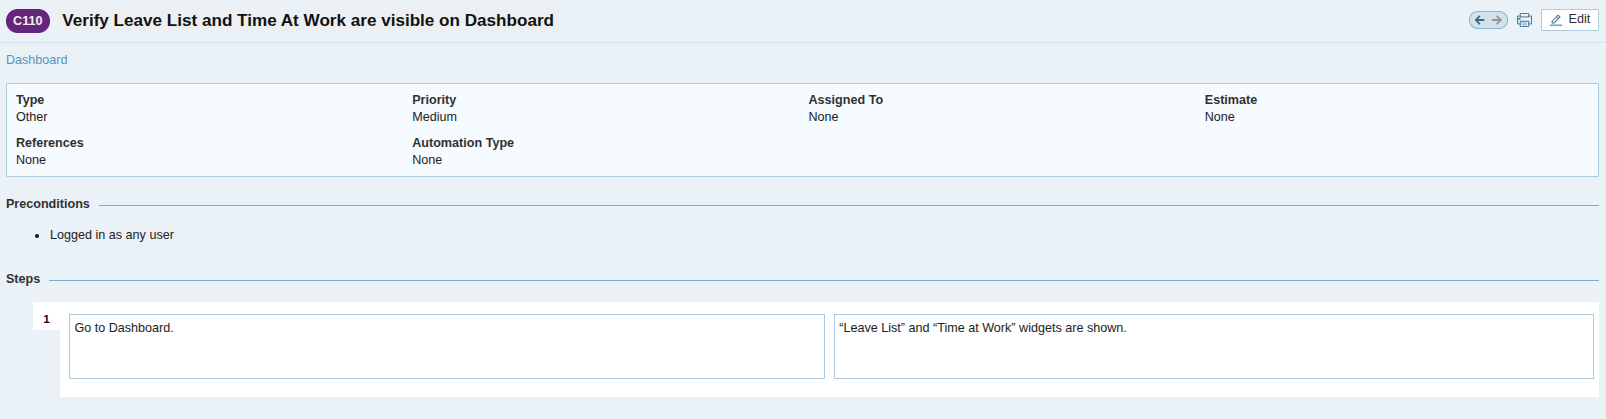 C110 Verify Leave List and Time At Work are visible on Dashboard
Edit
Dashboard
Type Priority Assigned To Estimate
Other Medium None None
References Automation Type
None None
Preconditions
Logged in as any user
Steps
1
Go to Dashboard.
“Leave List” and “Time at Work” widgets are shown.